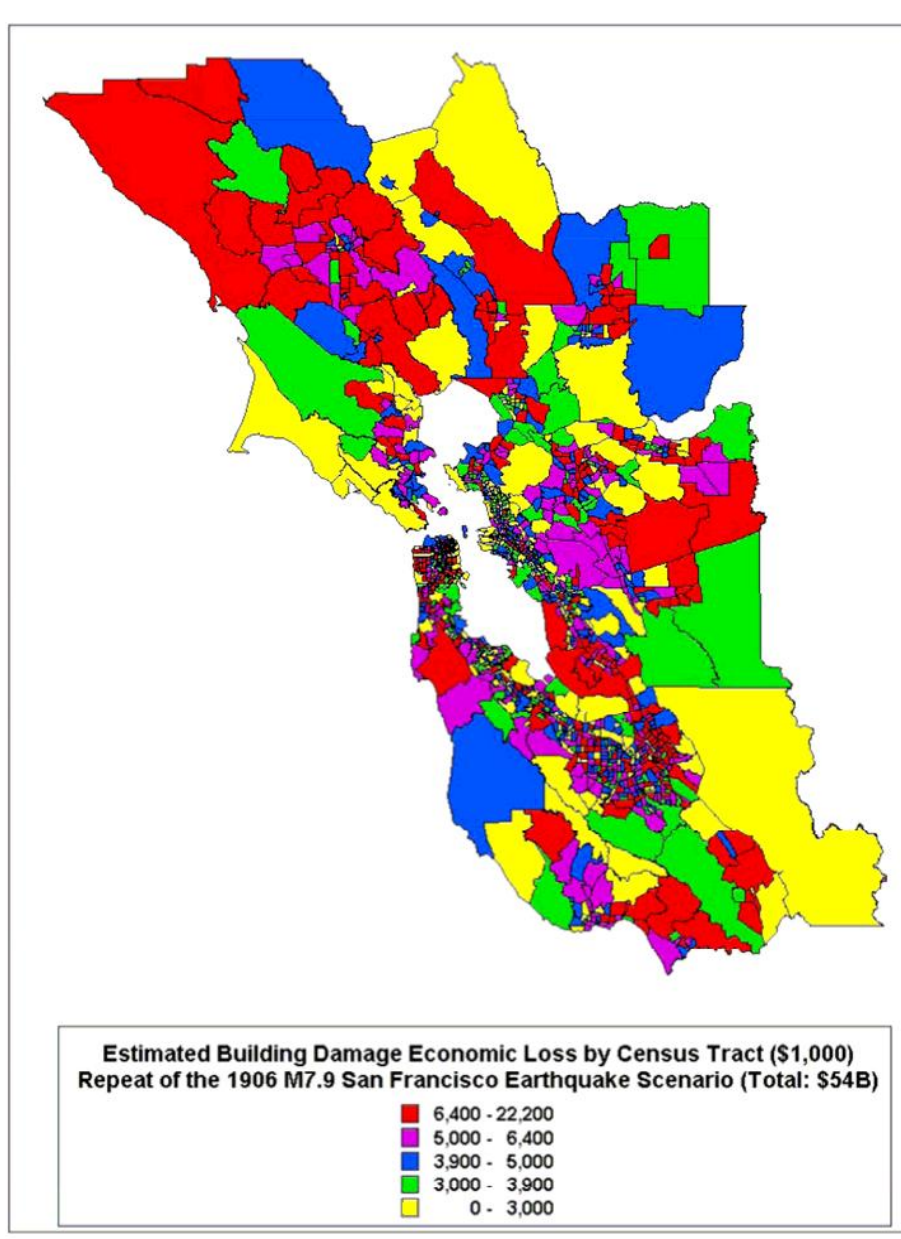 Estimated Building Damage Economic Loss by Census Tract ($1,000)
Repeat of the 1906 M7.9 San Francisco Earthquake Scenario (Total: $54B)
6,400 - 22,200
5,000 - 6,400
3,900 - 5,000
3,000 - 3,900
0 - 3,000